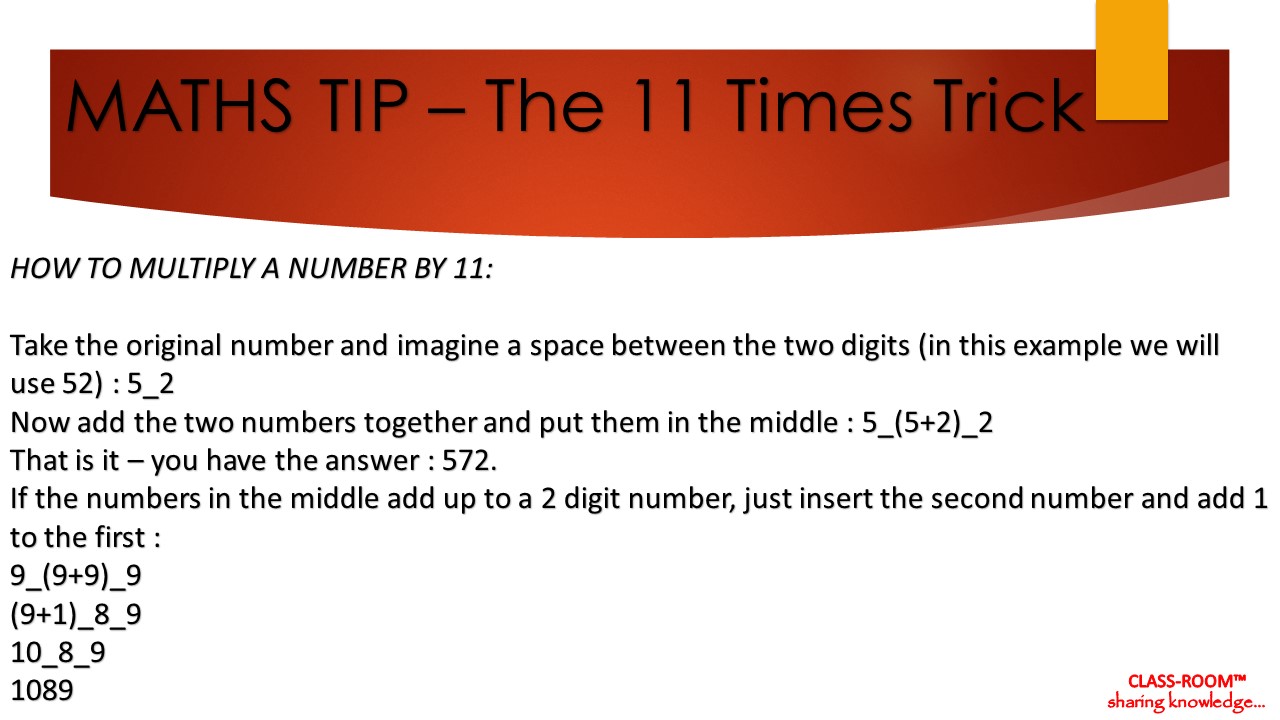 MATHS TIP – The 11 Times Trick
HOW TO MULTIPLY A NUMBER BY 11:
Take the original number and imagine a space between the two digits (in this example we will
use 52) : 5_2
Now add the two numbers together and put them in the middle : 5_(5+2)_2
That is it – you have the answer : 572.
If the numbers in the middle add up to a 2 digit number, just insert the second number and add 1
to the first :
9_(9+9)_9
(9+1)_8_9
10_8_9
1089
CLASS-ROOM™
sharing knowledge...